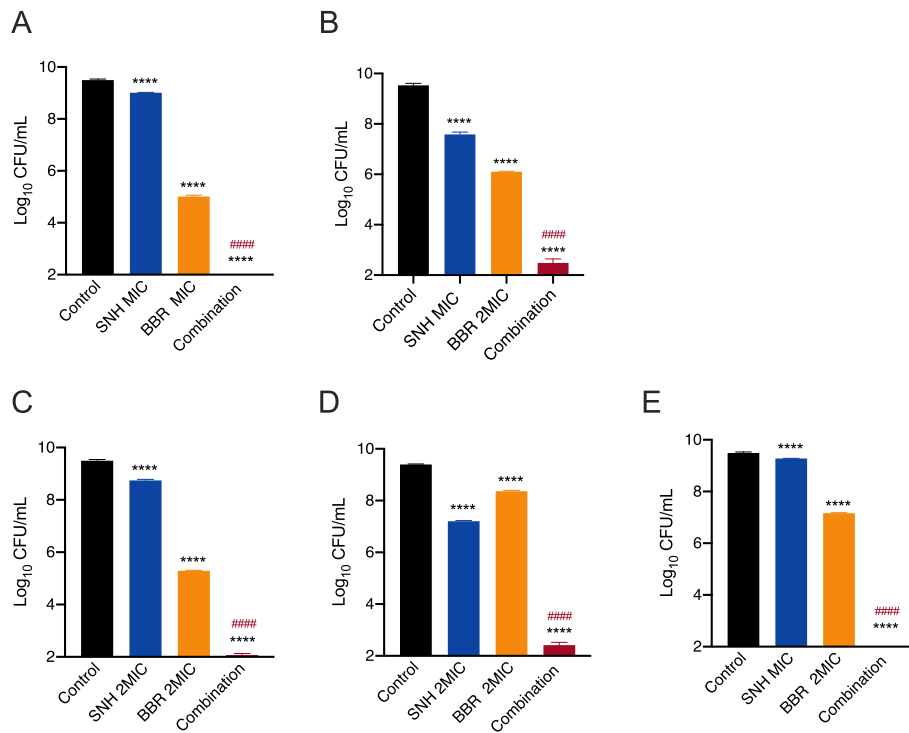 A
Log10 CFU/mL
10
8
6
4
2
****
****
####
****
Control
SNH MIC
BBR MIC
Combination
B
Log10 CFU/mL
10
8
6
4
2
****
****
####
****
Control
SNH MIC
BBR 2MIC
Combination
C
Log10 CFU/mL
10
8
6
4
2
****
****
####
****
Control
SNH 2MIC
BBR 2MIC
Combination
D
Log10 CFU/mL
10
8
6
4
2
****
****
####
****
Control
SNH 2MIC
BBR 2MIC
Combination
E
Log10 CFU/mL
10
8
6
4
2
****
****
####
****
Control
SNH MIC
BBR 2MIC
Combination